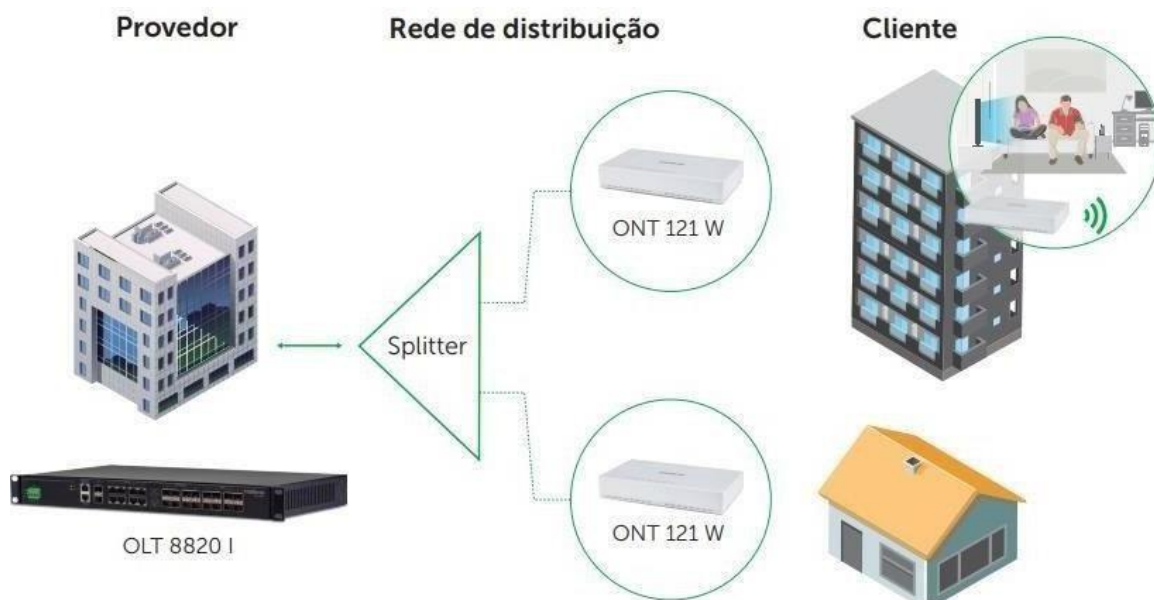 Provedor
Rede de distribuição
Cliente
ONT 121 W
Splitter
OLT 8820 I
ONT 121 W